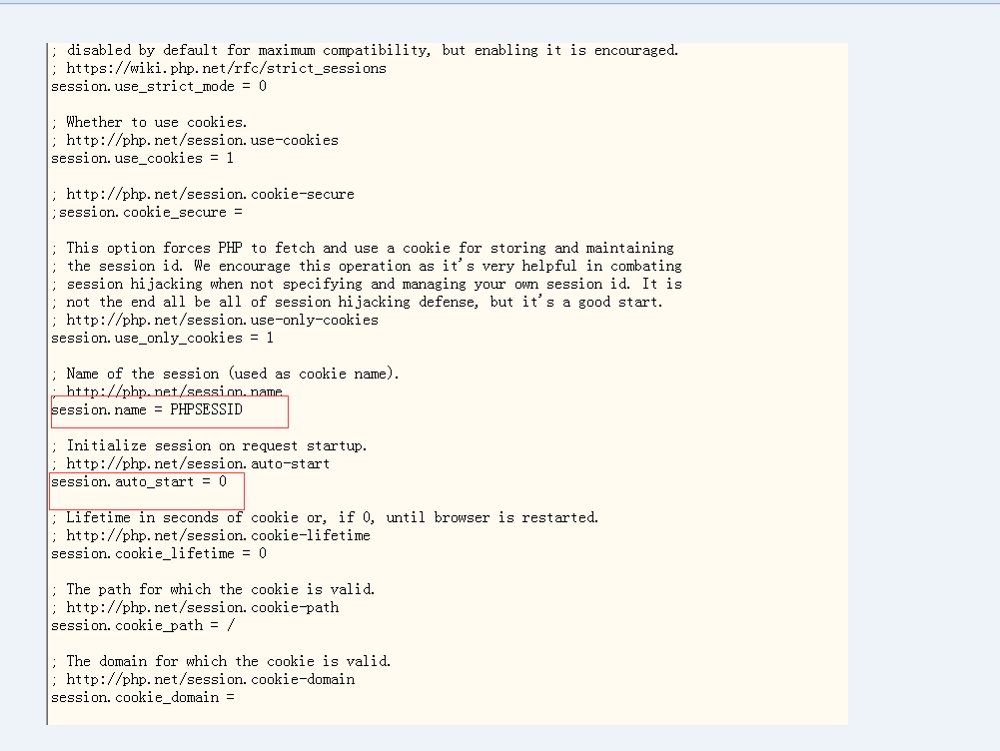 ; disabled by default for maximum compatibility, but enabling it is encouraged.
; https://wiki.php.net/rfc/strict_sessions
session.use_strict_mode = 0
; Whether to use cookies.
; http://php.net/session.use-cookies
session.use_cookies = 1
; http://php.net/session.cookie-secure
;session.cookie_secure =
; This option forces PHP to fetch and use a cookie for storing and maintaining
; the session id. We encourage this operation as it's very helpful in combating
; session hijacking when not specifying and managing your own session id. It is
; not the end all be all of session hijacking defense, but it's a good start.
; http://php.net/session.use-only-cookies
session.use_only_cookies = 1
; Name of the session (used as cookie name).
; http://php.net/session.name
session.name = PHPSESSID
; Initialize session on request startup.
; http://php.net/session.auto-start
session.auto_start = 0
; Lifetime in seconds of cookie or, if 0, until browser is restarted.
; http://php.net/session.cookie-lifetime
session.cookie_lifetime = 0
; The path for which the cookie is valid.
; http://php.net/session.cookie-path
session.cookie_path = /
; The domain for which the cookie is valid.
; http://php.net/session.cookie-domain
session.cookie_domain =